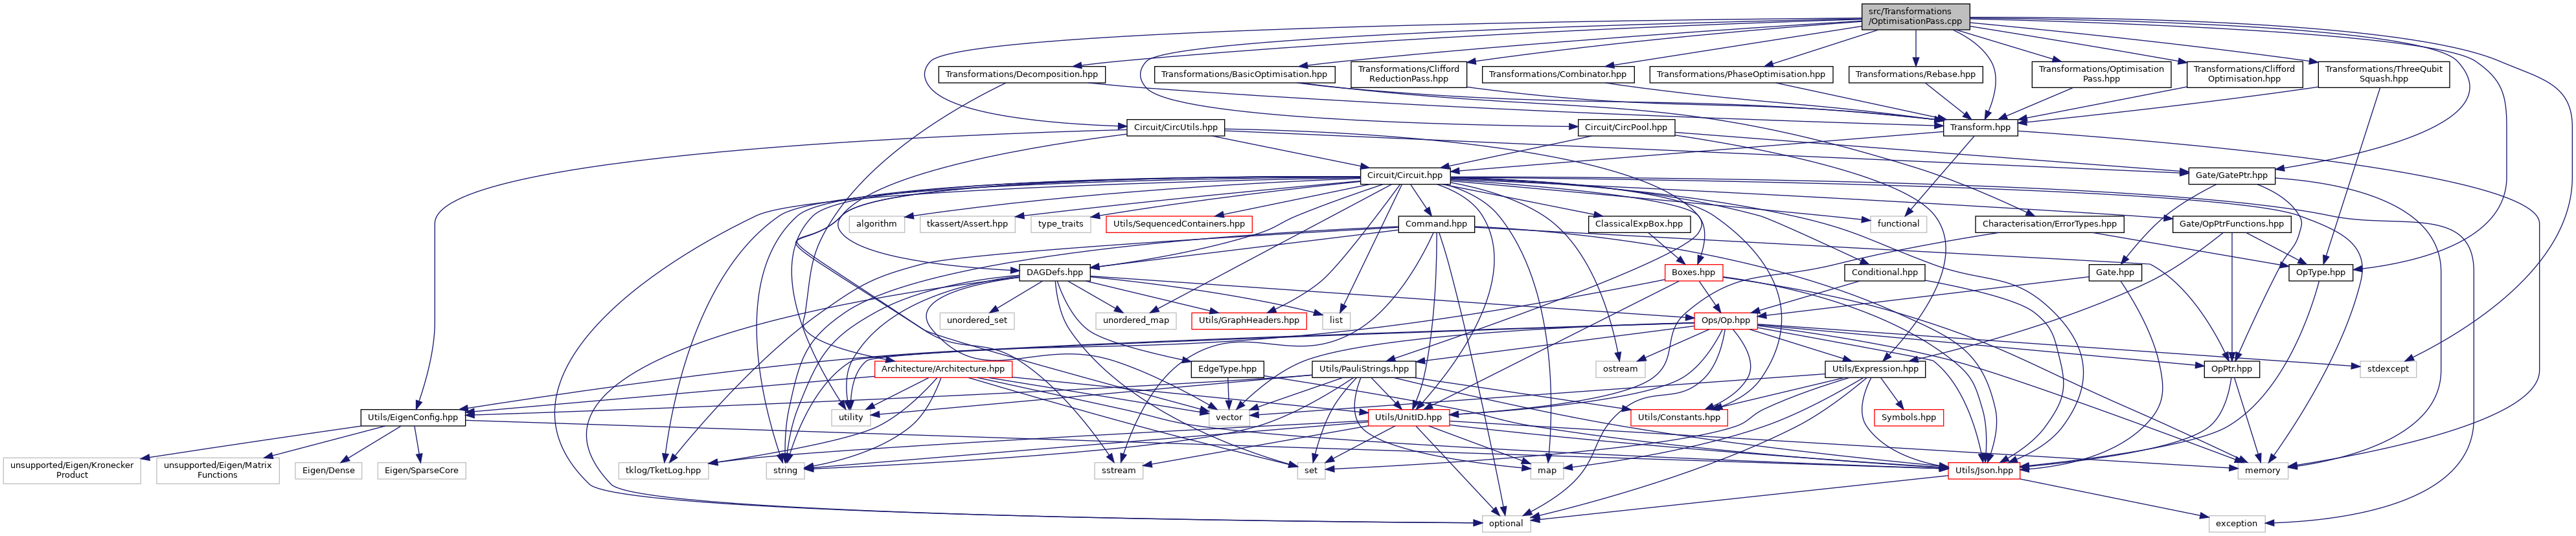 src/Transformations
/OptimisationPass.cpp
Transformations/Decomposition.hpp
Transformations/BasicOptimisation.hpp
Transformations/Clifford
ReductionPass.hpp
Transformations/Combinator.hpp
Transformations/PhaseOptimisation.hpp
Transformations/Rebase.hpp
Transformations/Optimisation
Pass.hpp
Transformations/Clifford
Optimisation.hpp
Transformations/ThreeQubit
Squash.hpp
Circuit/CircUtils.hpp
Circuit/CircPool.hpp
Transform.hpp
Circuit/Circuit.hpp
Gate/GatePtr.hpp
algorithm
tkassert/Assert.hpp
type_traits
Utils/SequencedContainers.hpp
Command.hpp
ClassicalExpBox.hpp
functional
Characterisation/ErrorTypes.hpp
Gate/OpPtrFunctions.hpp
DAGDefs.hpp
Boxes.hpp
Conditional.hpp
Gate.hpp
OpType.hpp
unordered_set
unordered_map
Utils/GraphHeaders.hpp
list
Ops/Op.hpp
Architecture/Architecture.hpp
EdgeType.hpp
Utils/PauliStrings.hpp
ostream
Utils/Expression.hpp
OpPtr.hpp
stdexcept
Utils/EigenConfig.hpp
utility
vector
Utils/UnitID.hpp
Utils/Constants.hpp
Symbols.hpp
unsupported/Eigen/Kronecker
Product
unsupported/Eigen/Matrix
Functions
Eigen/Dense
Eigen/SparseCore
tklog/TketLog.hpp
string
sstream
set
map
Utils/Json.hpp
memory
optional
exception